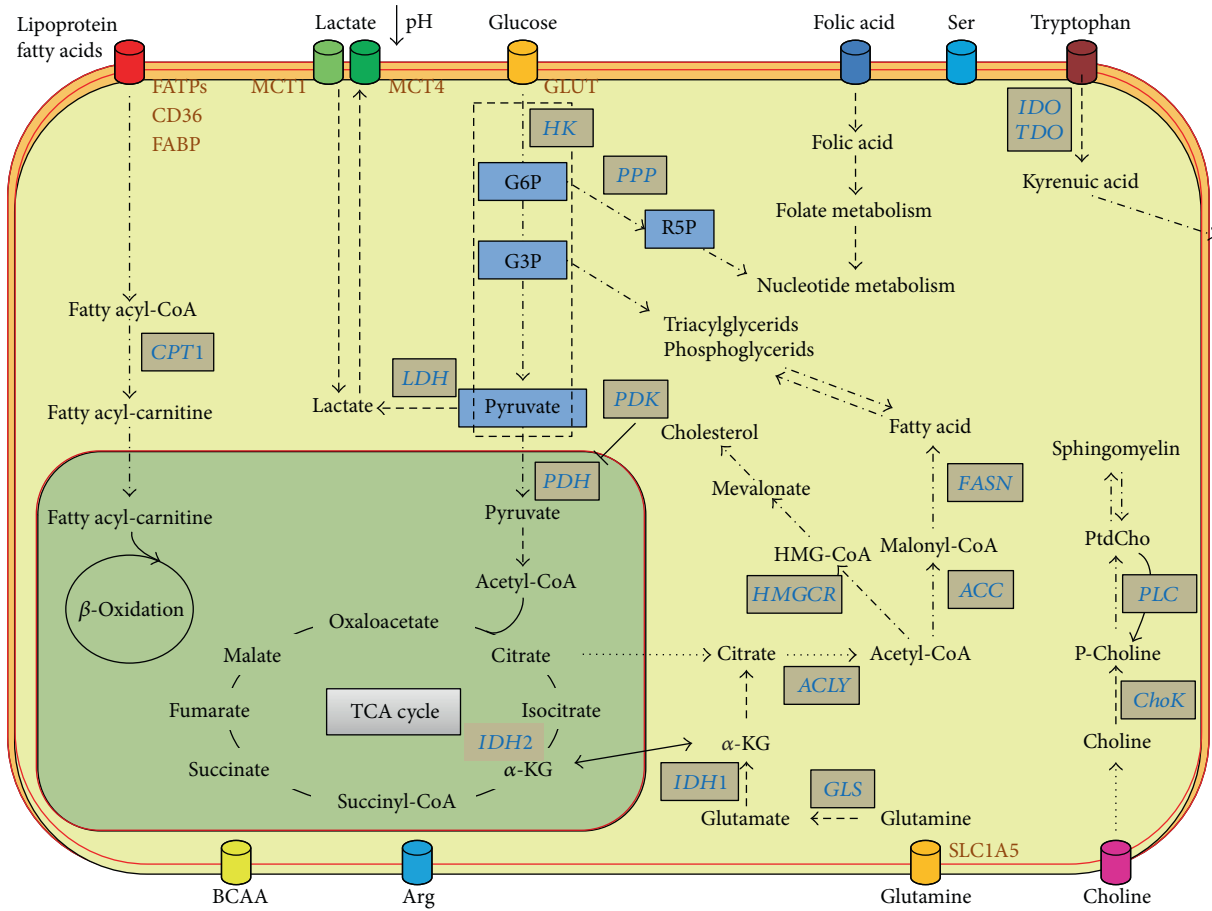 Lipoprotein
fatty acids
Lactate
pH
Glucose
Folic acid
Ser
Tryptophan
FATPs
CD36
FABP
MCT1
MCT4
GLUT
HK
IDO
TDO
G6P
PPP
Folic acid
Kyrenuic acid
Folate metabolism
R5P
G3P
Nucleotide metabolism
Fatty acyl-CoA
Triacylglycerids
Phosphoglycerids
CPT1
LDH
PDK
Fatty acyl-carnitine
Lactate
Pyruvate
Cholesterol
Fatty acid
Sphingomyelin
PDH
Mevalonate
FASN
Fatty acyl-carnitine
Pyruvate
HMG-CoA
Malonyl-CoA
PtdCho
Acetyl-CoA
HMGCR
ACC
PLC
β-Oxidation
Oxaloacetate
Malate
Citrate
Citrate
Acetyl-CoA
P-Choline
ACLY
ChoK
Fumarate
TCA cycle
Isocitrate
IDH2
α-KG
Choline
Succinate
α-KG
IDH1
GLS
Succinyl-CoA
Glutamate
Glutamine
SLC1A5
BCAA
Arg
Glutamine
Choline